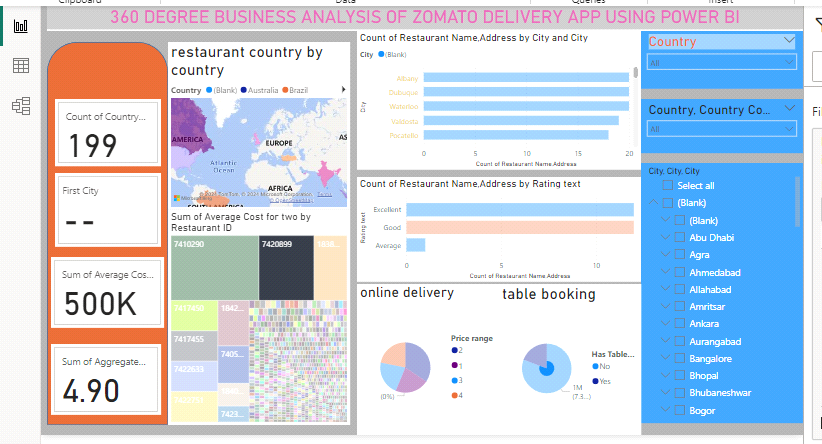 Clipboard
Data
Queries
Insert
360 DEGREE BUSINESS ANALYSIS OF ZOMATO DELIVERY APP USING POWER BI
Count of Country...
199
First City
--
Sum of Average Cos...
500K
Sum of Aggregate...
4.90
restaurant country by
country
Country (Blank) Australia Brazil
AMERICA
EUROPE
AS
Atlantic
Ocean
AFRICA
SOUTH AMERICA
Sum of Average Cost for two by
Restaurant ID
7410290
7420899
7417450
1842...
7417455
7405...
7422633
7423...
Count of Restaurant Name,Address by City and City
City (Blank)
City
Albany
Dubuque
Waterloo
Valdosta
Pocatello
0 5 10 15 20
Count of Restaurant Name,Address
Count of Restaurant Name,Address by Rating text
Rating text
Excellent
Good
Average
0 5 10
Count of Restaurant Name,Address
online delivery
Price range
2
1
3
4
(0%)
table booking
Has Table...
No
Yes
1M
(7.3...)
Country
All
Country, Country Co...
All
City, City, City
Select all
(Blank)
(Blank)
Abu Dhabi
Agra
Ahmedabad
Allahabad
Amritsar
Ankara
Aurangabad
Bangalore
Bhopal
Bhubaneshwar
Bogor
Fi